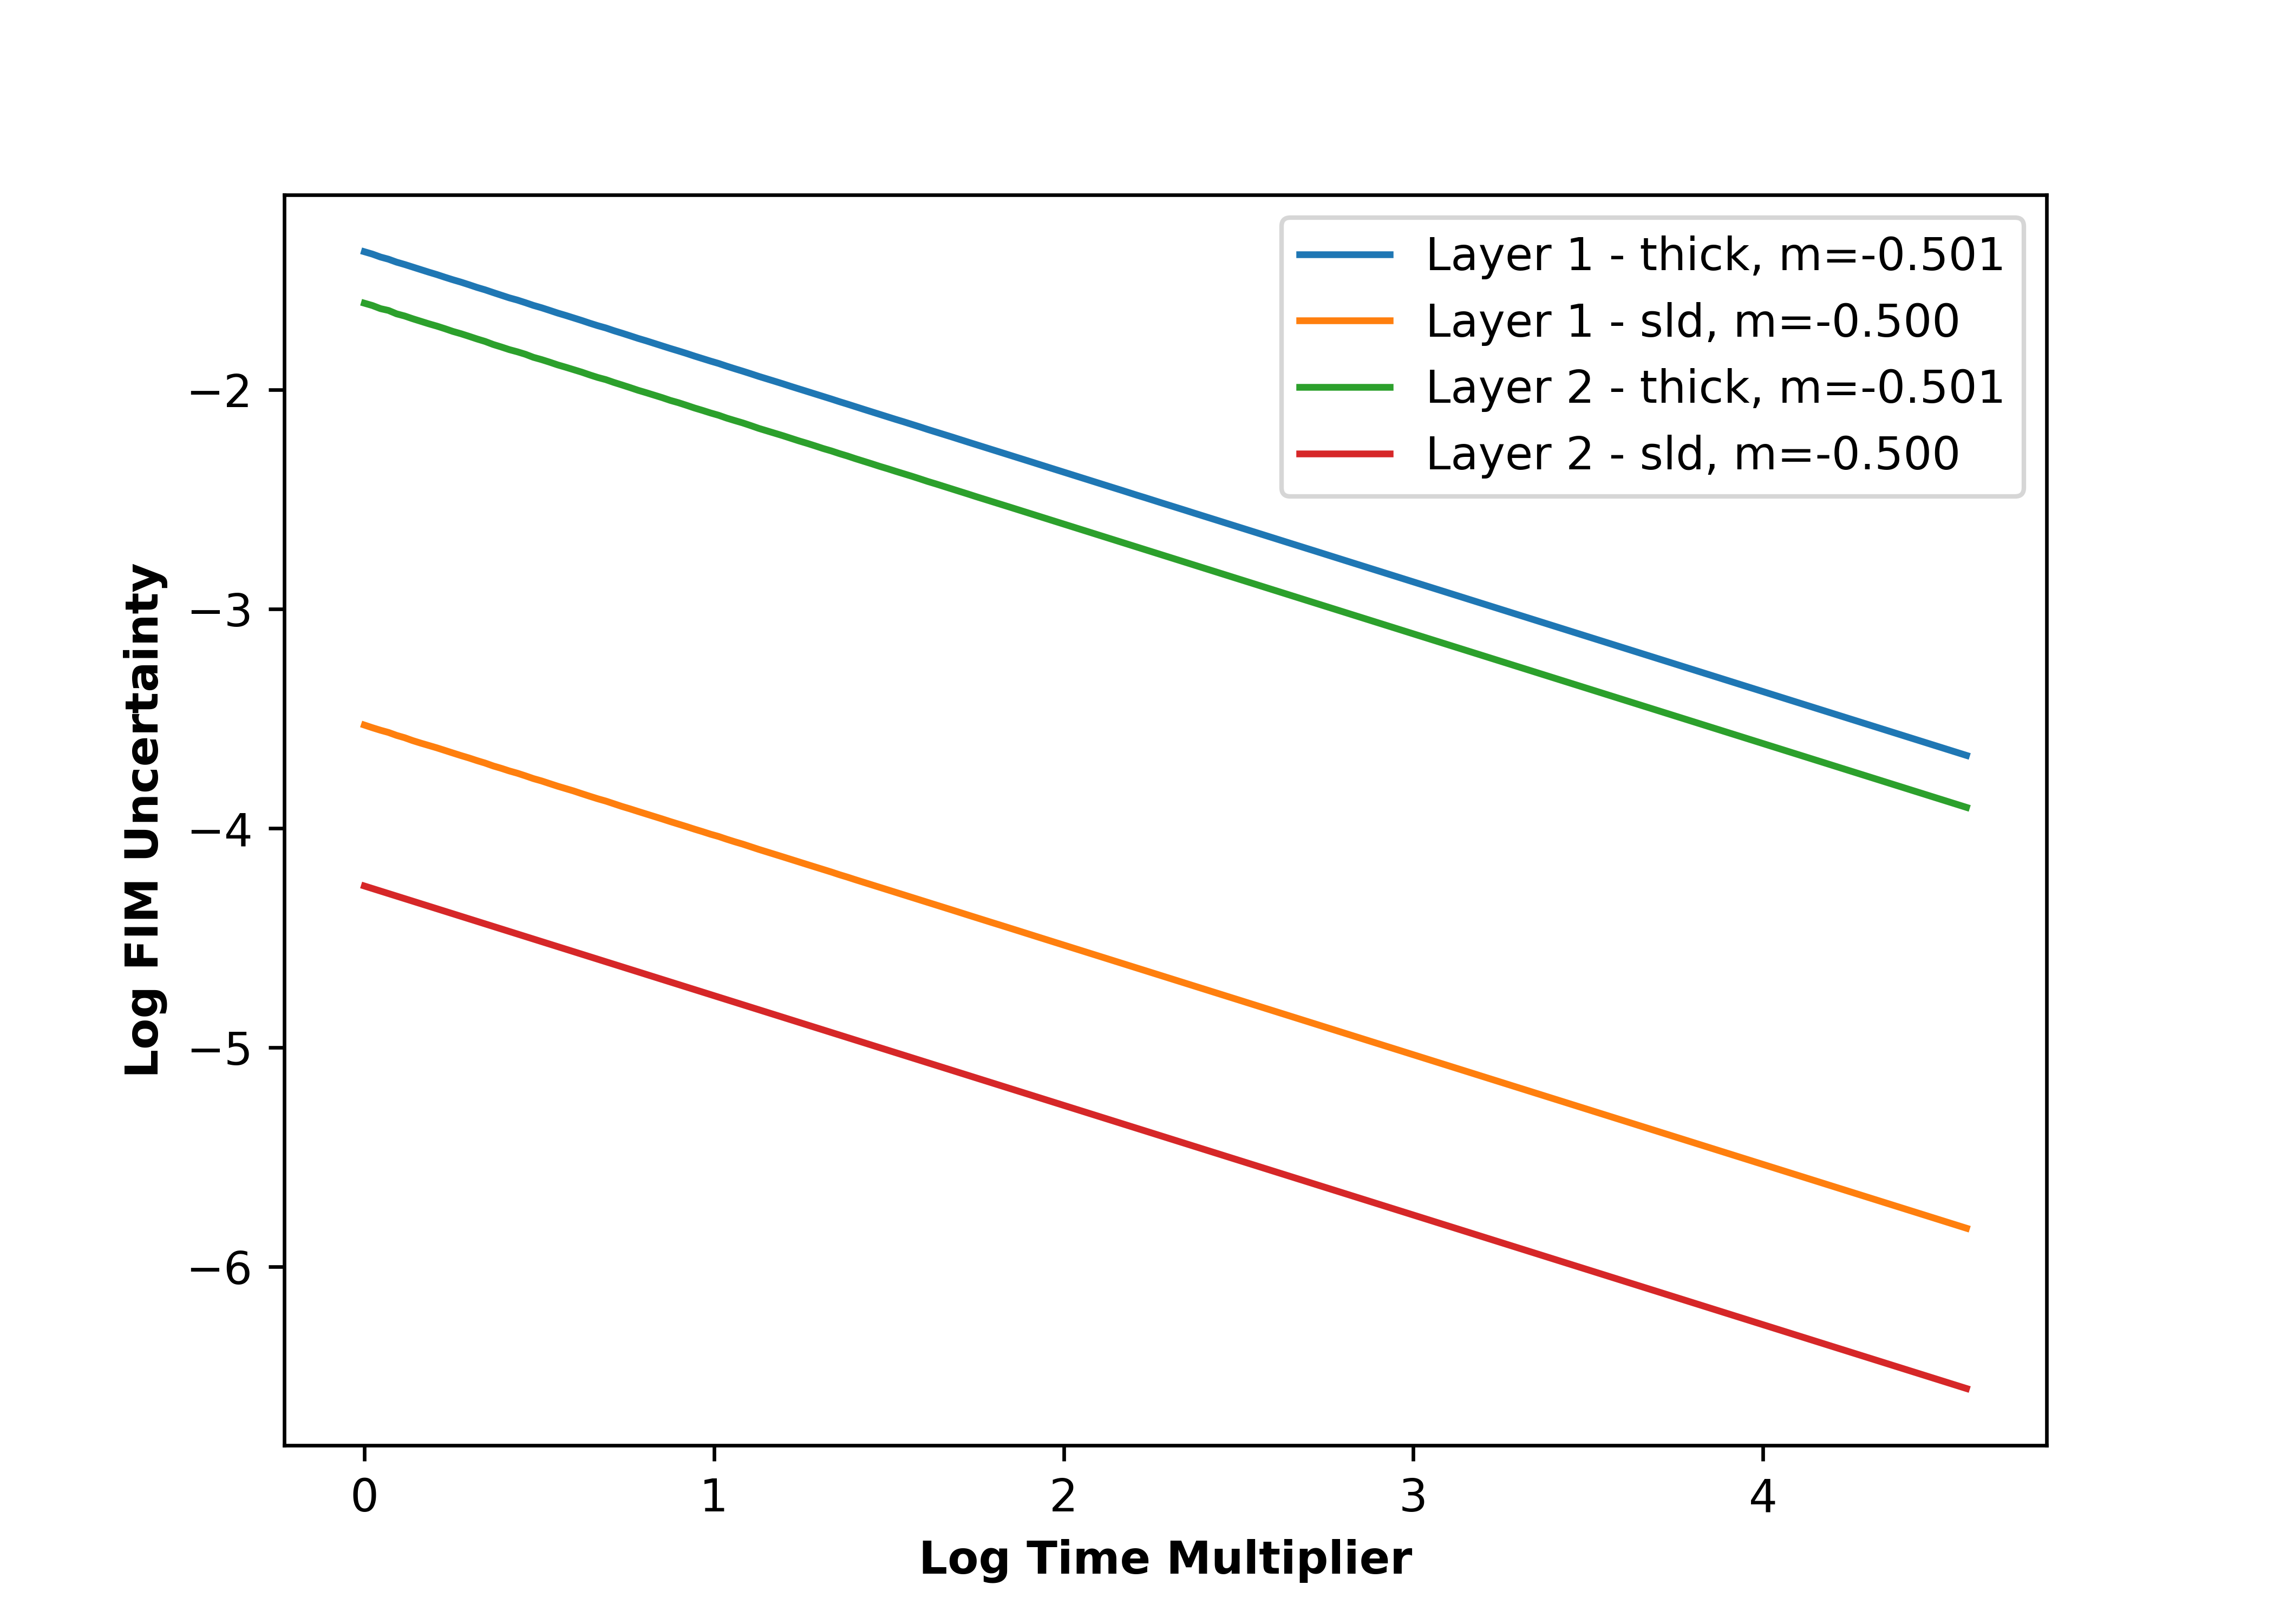 Layer 1 - thick, m=-0.501
Layer 1 - sld, m=-0.500
Layer 2 - thick, m=-0.501
Layer 2 - sld, m=-0.500
−2
−3
−4
−5
−6
Log FIM Uncertainty
0 1 2 3 4
Log Time Multiplier